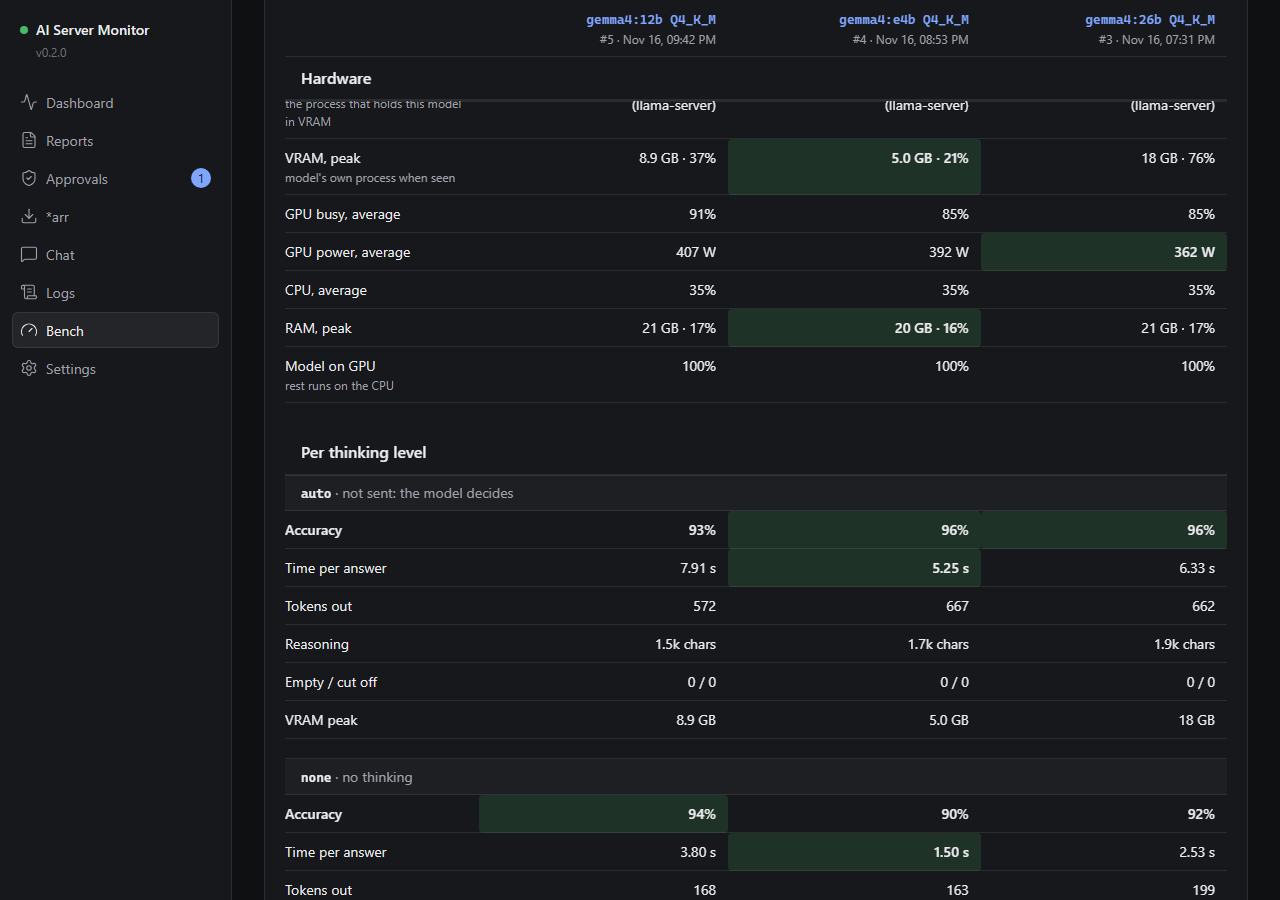 AI Server Monitor
v0.2.0
Dashboard
Reports
Approvals 1
*arr
Chat
Logs
Bench
Settings
gemma4:12b Q4_K_M gemma4:e4b Q4_K_M gemma4:26b Q4_K_M
#5 · Nov 16, 09:42 PM #4 · Nov 16, 08:53 PM #3 · Nov 16, 07:31 PM
Hardware
the process that holds this model (llama-server) (llama-server) (llama-server)
in VRAM
VRAM, peak 8.9 GB · 37% 5.0 GB · 21% 18 GB · 76%
model's own process when seen
GPU busy, average 91% 85% 85%
GPU power, average 407 W 392 W 362 W
CPU, average 35% 35% 35%
RAM, peak 21 GB · 17% 20 GB · 16% 21 GB · 17%
Model on GPU 100% 100% 100%
rest runs on the CPU
Per thinking level
auto · not sent: the model decides
Accuracy 93% 96% 96%
Time per answer 7.91 s 5.25 s 6.33 s
Tokens out 572 667 662
Reasoning 1.5k chars 1.7k chars 1.9k chars
Empty / cut off 0 / 0 0 / 0 0 / 0
VRAM peak 8.9 GB 5.0 GB 18 GB
none · no thinking
Accuracy 94% 90% 92%
Time per answer 3.80 s 1.50 s 2.53 s
Tokens out 168 163 199